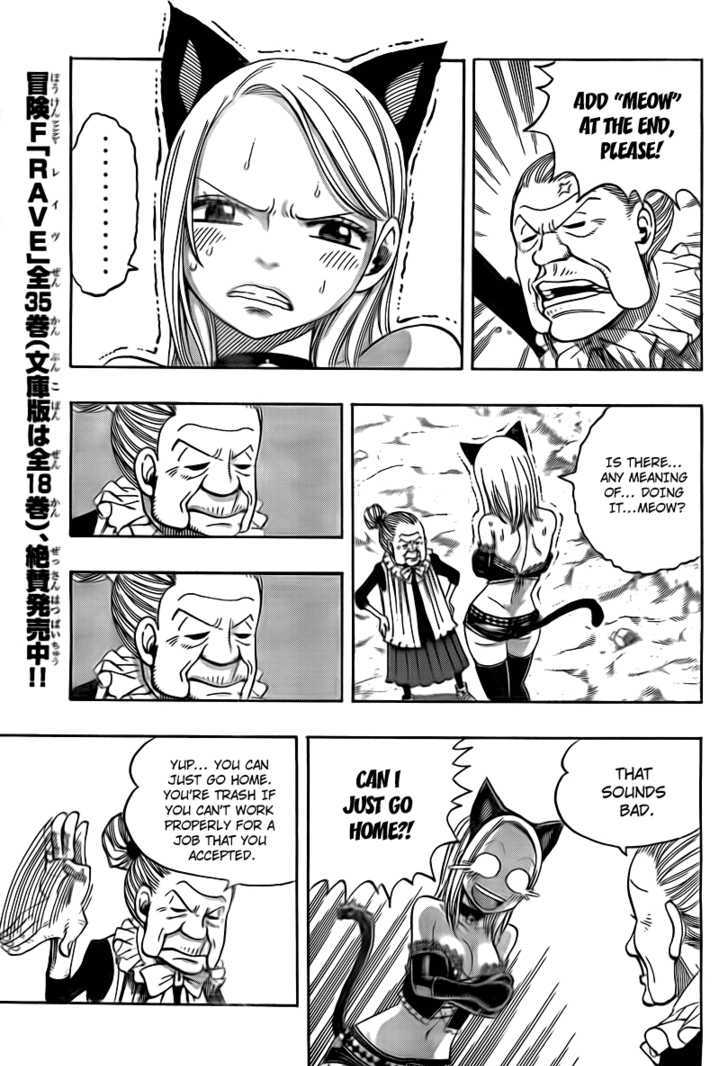 ADD "MEOW"
AT THE END,
PLEASE!
.........
IS THERE...
ANY MEANING
OF... DOING
IT...MEOW?
THAT
SOUNDS
BAD.
CAN I
JUST GO
HOME?!
YUP... YOU CAN
JUST GO HOME.
YOU'RE TRASH IF
YOU CAN'T WORK
PROPERLY FOR A
JOB THAT YOU
ACCEPTED.
冒険F「RAVE」全35巻(文庫版は全18巻)、絶賛発売中!!